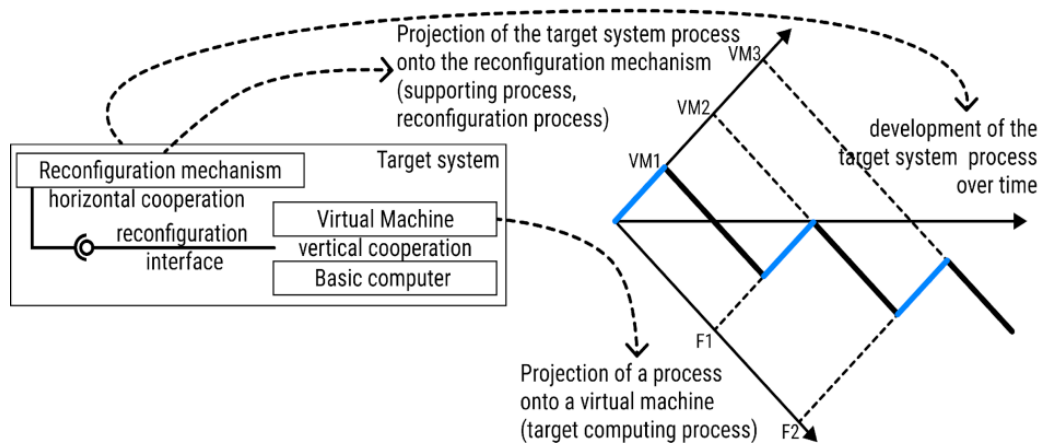 Projection of the target system process
onto the reconfiguration mechanism
(supporting process,
reconfiguration process)
VM3
VM2
VM1
development of the
target system process
over time
Target system
Reconfiguration mechanism
horizontal cooperation
Virtual Machine
reconfiguration
interface
vertical cooperation
Basic computer
F1
F2
Projection of a process
onto a virtual machine
(target computing process)